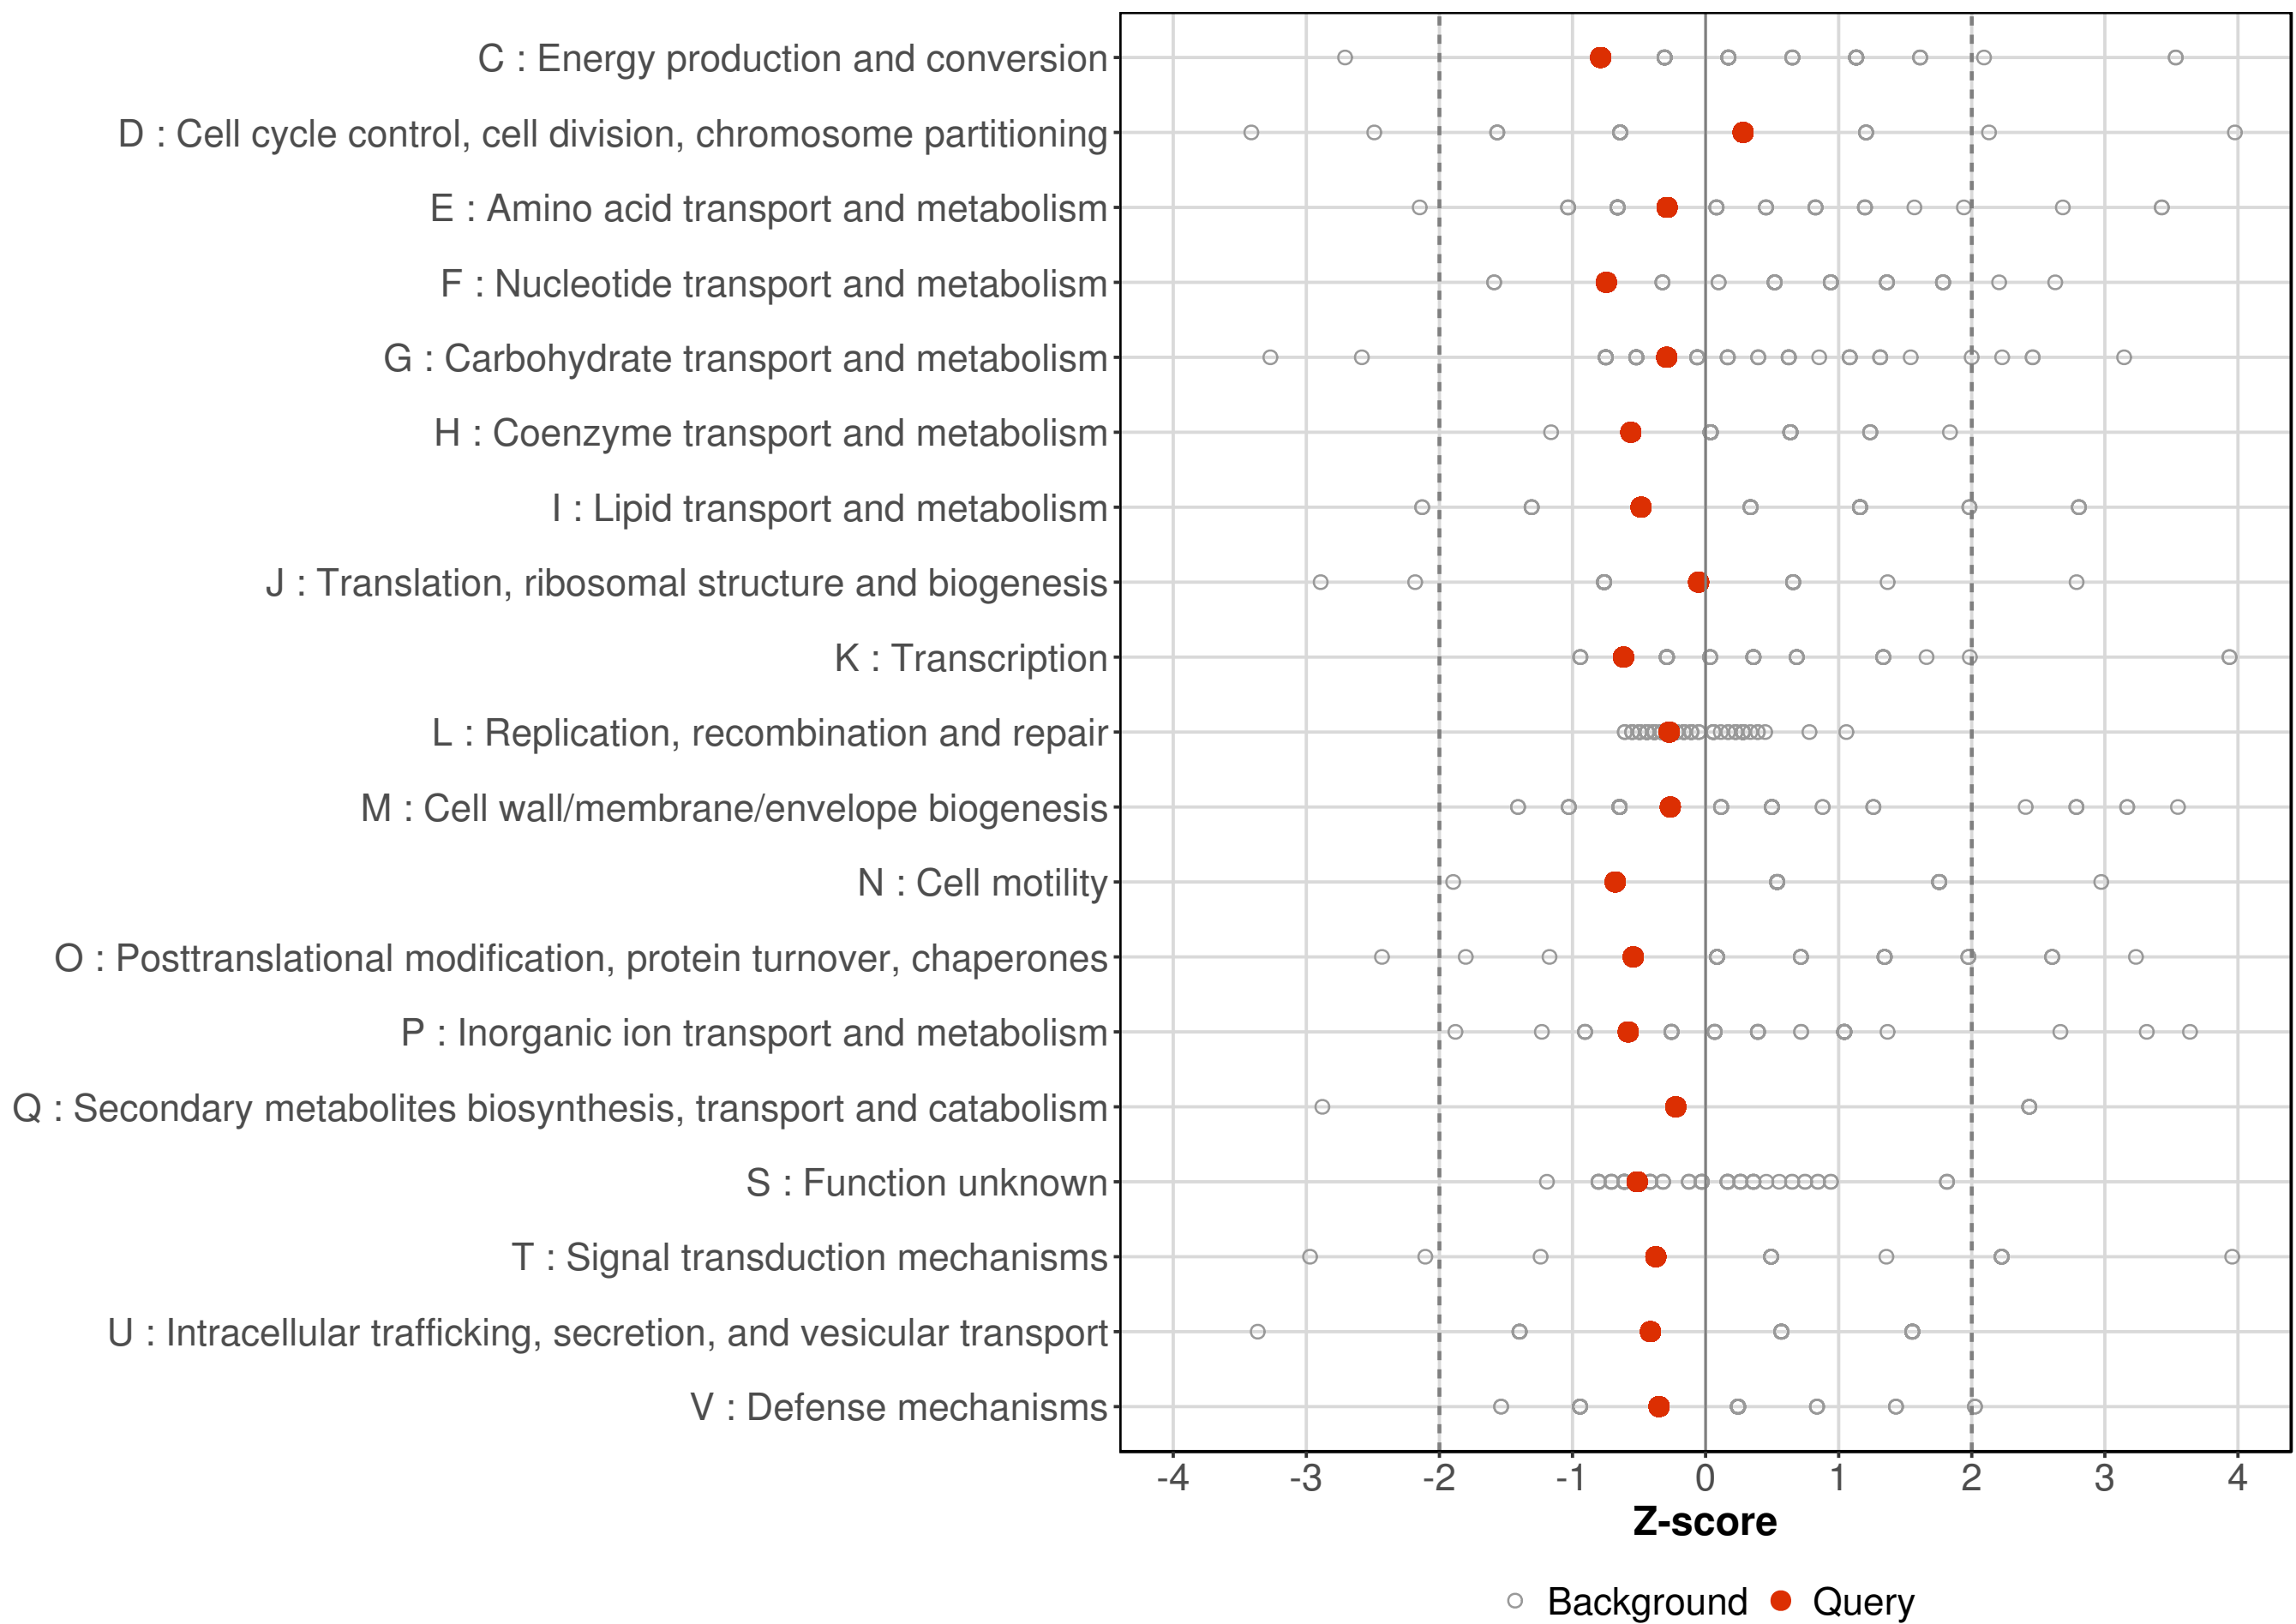 C : Energy production and conversion
D : Cell cycle control, cell division, chromosome partitioning
E : Amino acid transport and metabolism
F : Nucleotide transport and metabolism
G : Carbohydrate transport and metabolism
H : Coenzyme transport and metabolism
I : Lipid transport and metabolism
J : Translation, ribosomal structure and biogenesis
K : Transcription
L : Replication, recombination and repair
M : Cell wall/membrane/envelope biogenesis
N : Cell motility
O : Posttranslational modification, protein turnover, chaperones
P : Inorganic ion transport and metabolism
Q : Secondary metabolites biosynthesis, transport and catabolism
S : Function unknown
T : Signal transduction mechanisms
U : Intracellular trafficking, secretion, and vesicular transport
V : Defense mechanisms
-4 -3 -2 -1 0 1 2 3 4
Z-score
Background Query